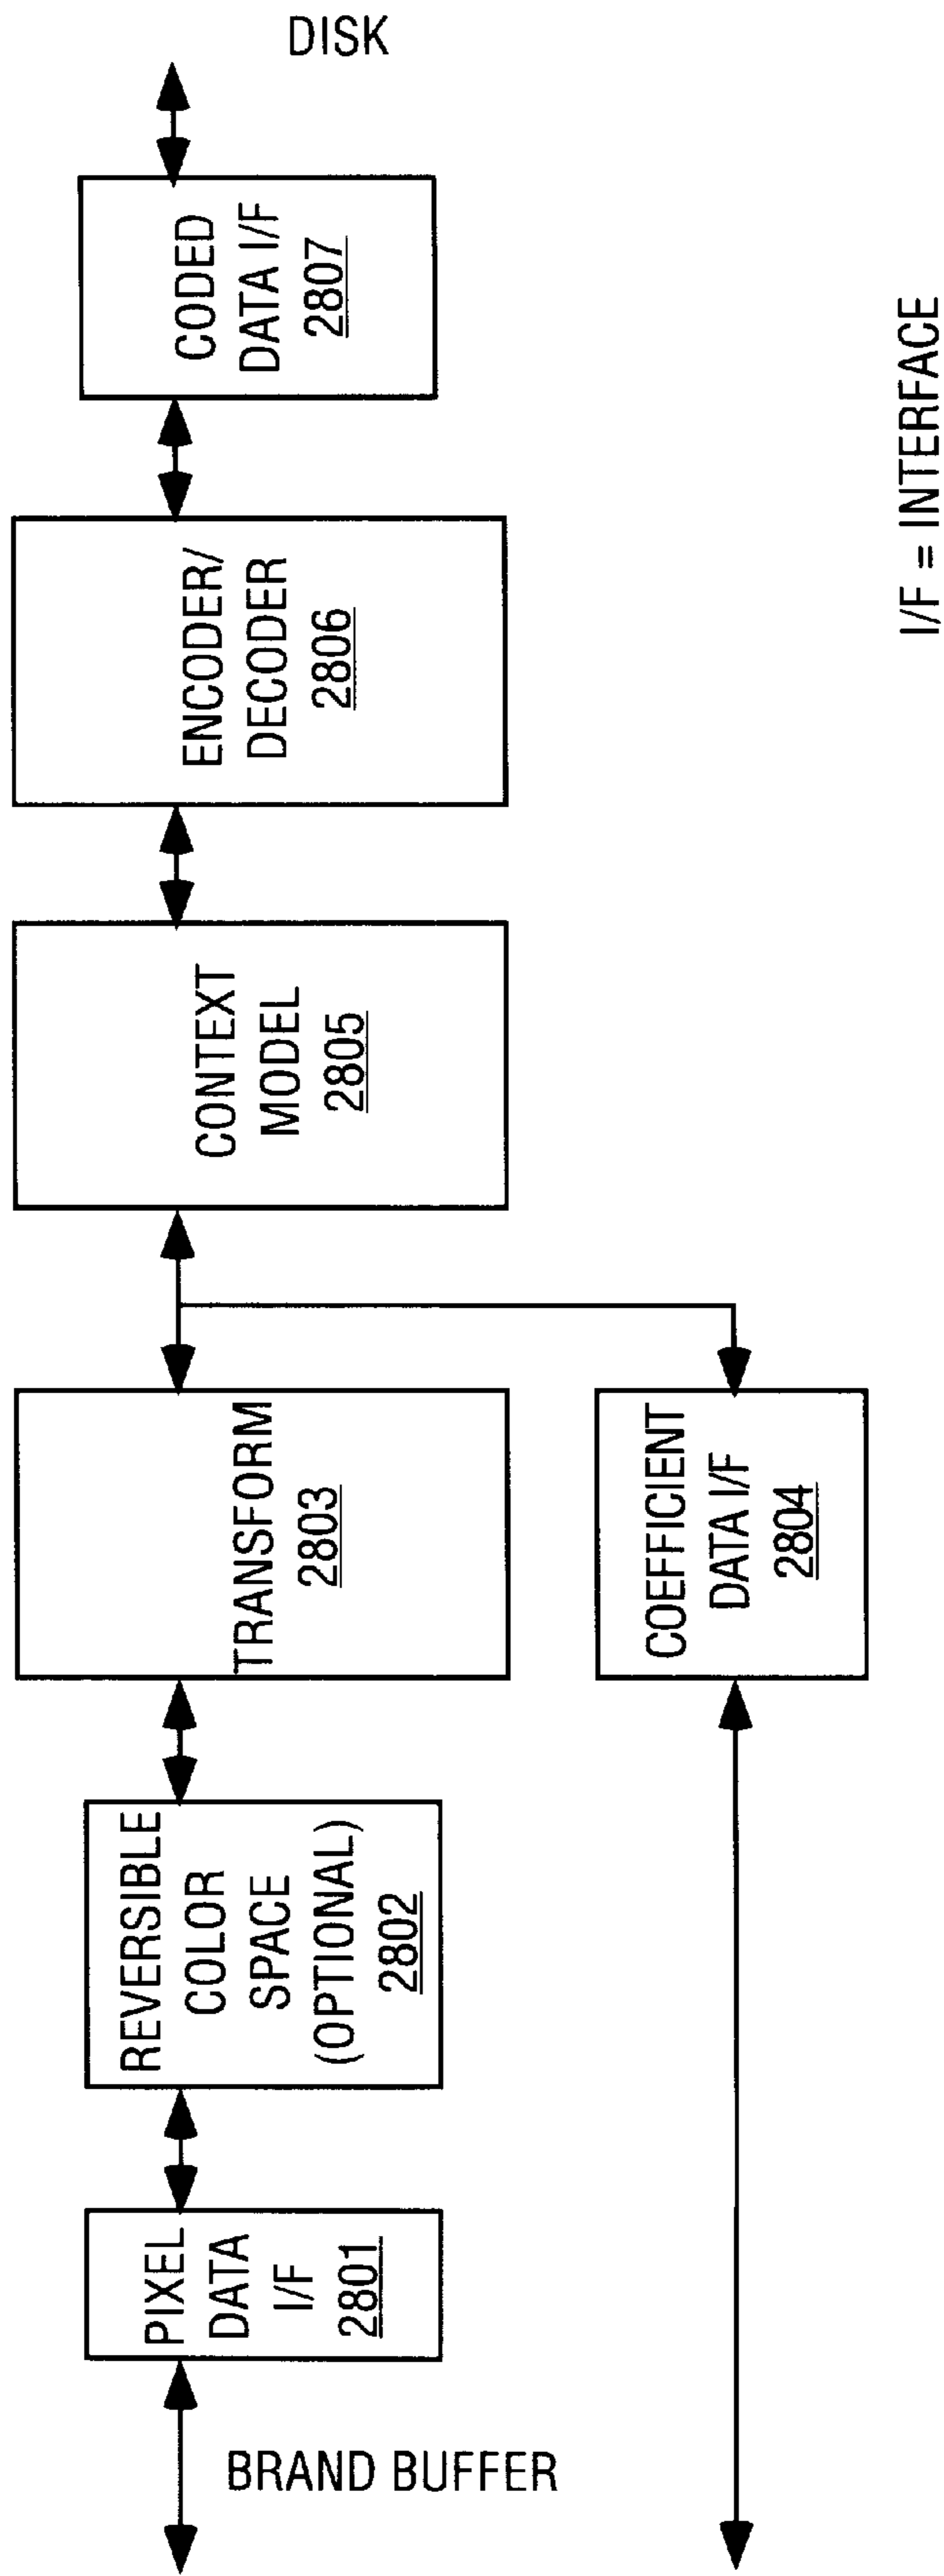 BRAND BUFFER
PIXEL
DATA
I/F
2801
REVERSIBLE
COLOR
SPACE
(OPTIONAL)
2802
TRANSFORM
2803
COEFFICIENT
DATA I/F
2804
CONTEXT
MODEL
2805
ENCODER/
DECODER
2806
CODED
DATA I/F
2807
DISK
I/F = INTERFACE